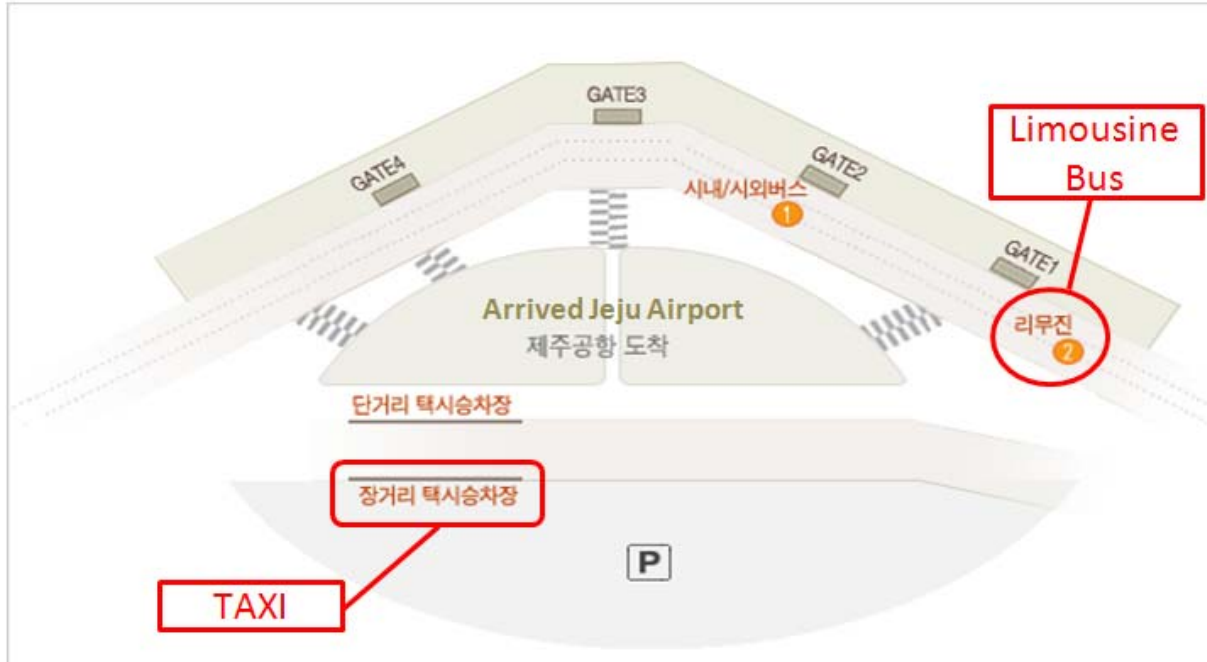 GATE3
GATE4
GATE2
GATE1
Limousine
Bus
시내/시외버스
1
리무진
2
Arrived Jeju Airport
제주공항 도착
단거리 택시승차장
장거리 택시승차장
P
TAXI